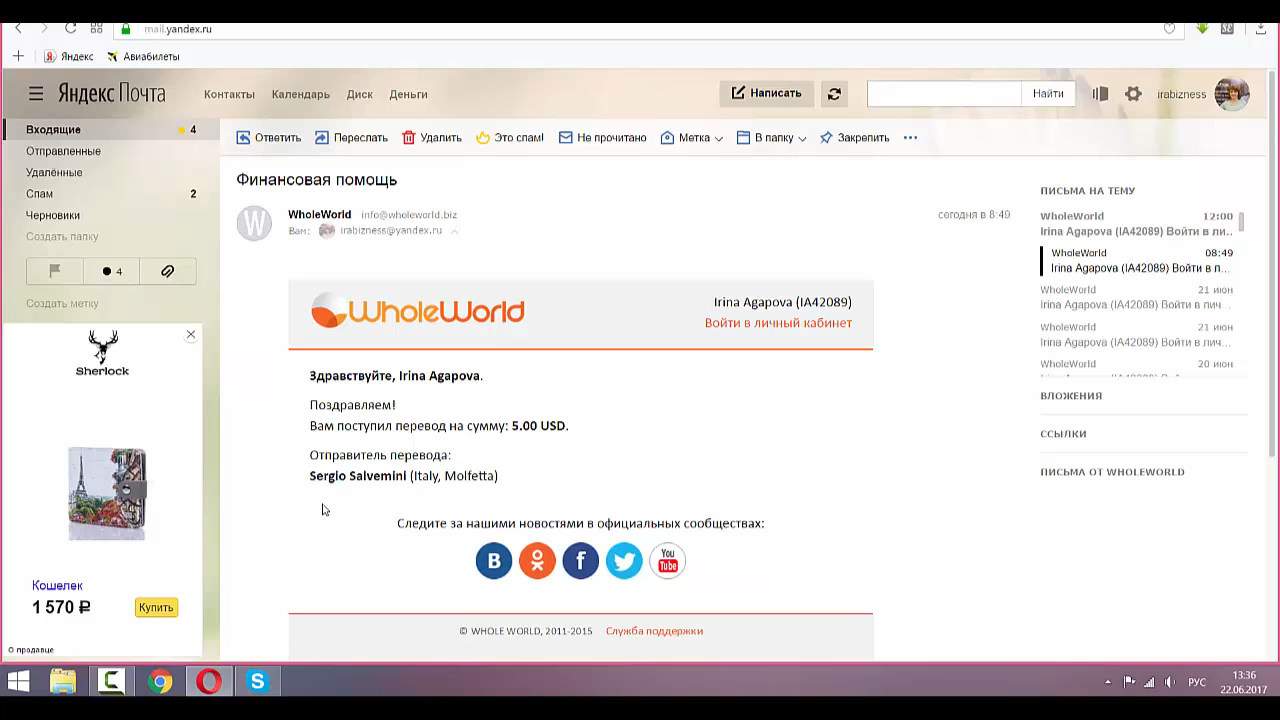 mail.yandex.ru
Яндекс
Авиабилеты
Яндекс Почта
Контакты
Календарь
Диск
Деньги
Написать
Найти
irabizness
Входящие 4
Отправленные
Удалённые
Спам 2
Черновики
Создать папку
4
Создать метку
Ответить
Переслать
Удалить
Это спам!
Не прочитано
Метка
В папку
Закрепить
Финансовая помощь
W
WholeWorld info@wholeworld.biz
сегодня в 8:49
Вам: irabizness@yandex.ru
WholeWorld
Irina Agapova (IA42089)
Войти в личный кабинет
Здравствуйте, Irina Agapova.
Поздравляем!
Вам поступил перевод на сумму: 5.00 USD.
Отправитель перевода:
Sergio Salvemini (Italy, Molfetta)
Следите за нашими новостями в официальных сообществах:
You
Tube
© WHOLE WORLD, 2011-2015 Служба поддержки
ПИСЬМА НА ТЕМУ
WholeWorld 12:00
Irina Agapova (IA42089) Войти в ли...
WholeWorld 08:49
Irina Agapova (IA42089) Войти в л...
WholeWorld 21 июн
Irina Agapova (IA42089) Войти в лич...
WholeWorld 21 июн
Irina Agapova (IA42089) Войти в лич...
WholeWorld 20 июн
ВЛОЖЕНИЯ
ССЫЛКИ
ПИСЬМА ОТ WHOLEWORLD
Sherlock
Кошелек
1 570 ₽
Купить
О продавце
РУС
13:36
22.06.2017